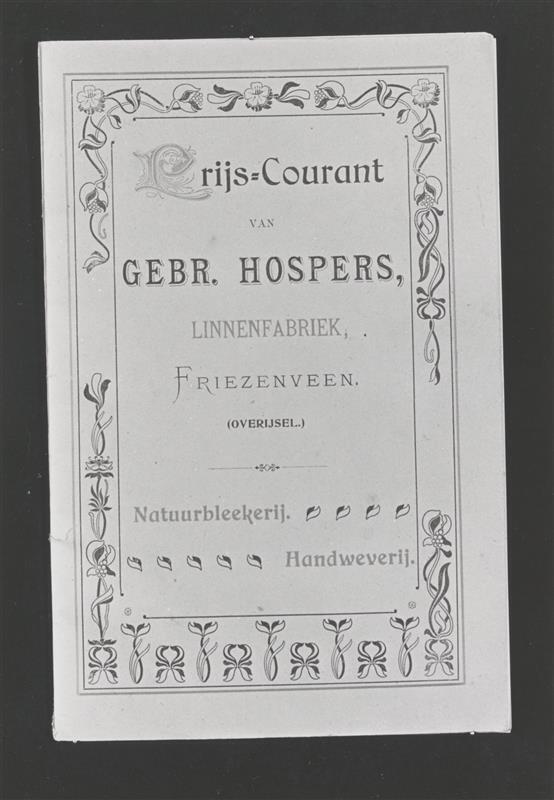 Prijs=Courant
VAN
GEBR. HOSPERS,
LINNENFABRIEK,
FRIEZENVEEN.
(OVERIJSEL.)
Natuurbleekerij.
Handweverij.